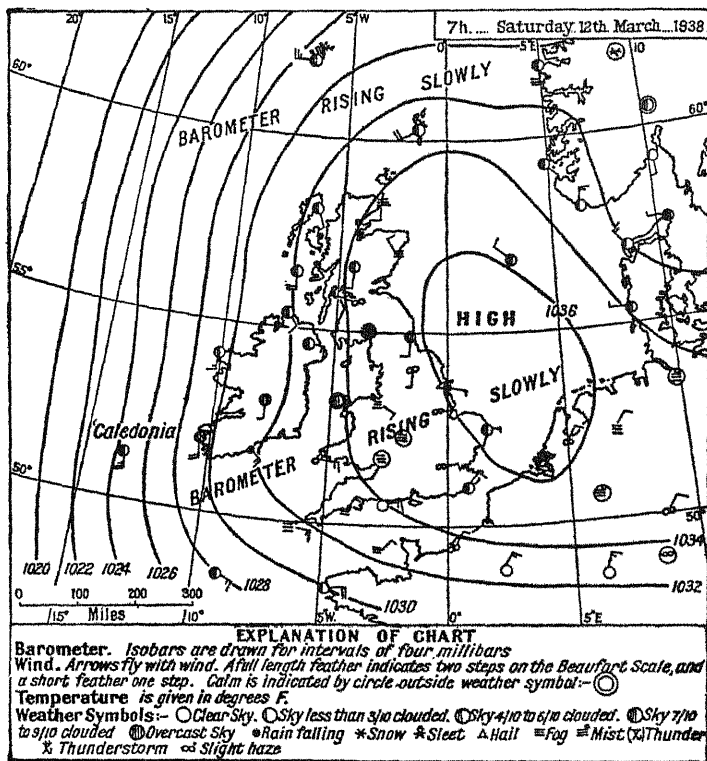 7h.... Saturday 12th March....1938
20° 15° 10° 5°W 0° 5°E 10
60°
60°
BAROMETER RISING SLOWLY
55°
1036
HIGH
SLOWLY
'Caledonia'
RISING
BAROMETER
50°
50°
1034
1020 1022 1024 1026 1028 1030 1032
0 100 200 300
Miles
15° 10° 5°W 0° 5°E
EXPLANATION OF CHART
Barometer. Isobars are drawn for intervals of four millibars
Wind. Arrows fly with wind. A full length feather indicates two steps on the Beaufort Scale, and
a short feather one step. Calm is indicated by circle outside weather symbol:-
Temperature is given in degrees F.
Weather Symbols:- Clear Sky. Sky less than 3/10 clouded. Sky 4/10 to 6/10 clouded. Sky 7/10
to 9/10 clouded Overcast Sky Rain falling Snow Sleet Hail Fog Mist Thunder
Thunderstorm Slight haze